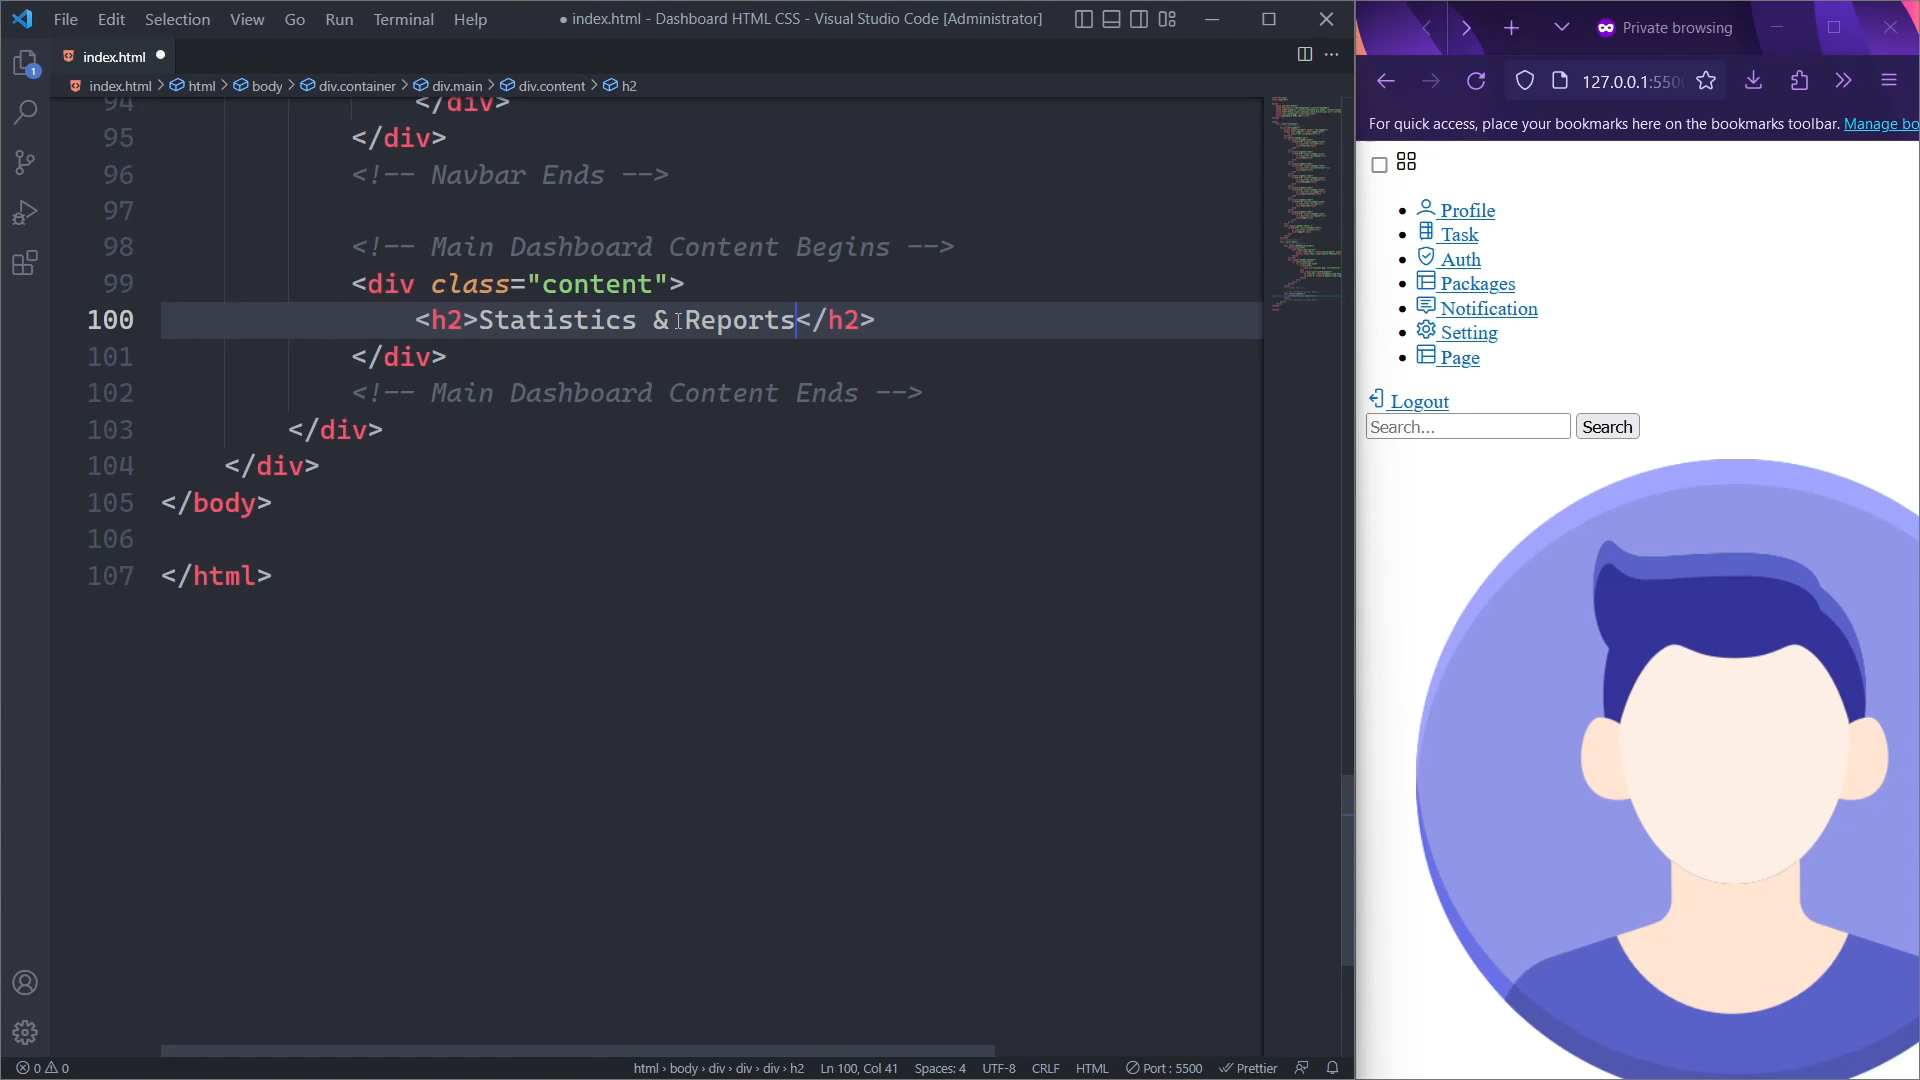 File Edit Selection View Go Run Terminal Help
● index.html - Dashboard HTML CSS - Visual Studio Code [Administrator]
Private browsing
index.html ●
index.html > html > body > div.container > div.main > div.content > h2
127.0.0.1:550
For quick access, place your bookmarks here on the bookmarks toolbar. Manage bo
1
94 </div>
95 </div>
96 <!-- Navbar Ends -->
97
98 <!-- Main Dashboard Content Begins -->
99 <div class="content">
100 <h2>Statistics & Reports</h2>
101 </div>
102 <!-- Main Dashboard Content Ends -->
103 </div>
104 </div>
105 </body>
106
107 </html>
Profile
Task
Auth
Packages
Notification
Setting
Page
Logout
Search... Search
0 0 html › body › div › div › div › h2 Ln 100, Col 41 Spaces: 4 UTF-8 CRLF HTML Port : 5500 Prettier